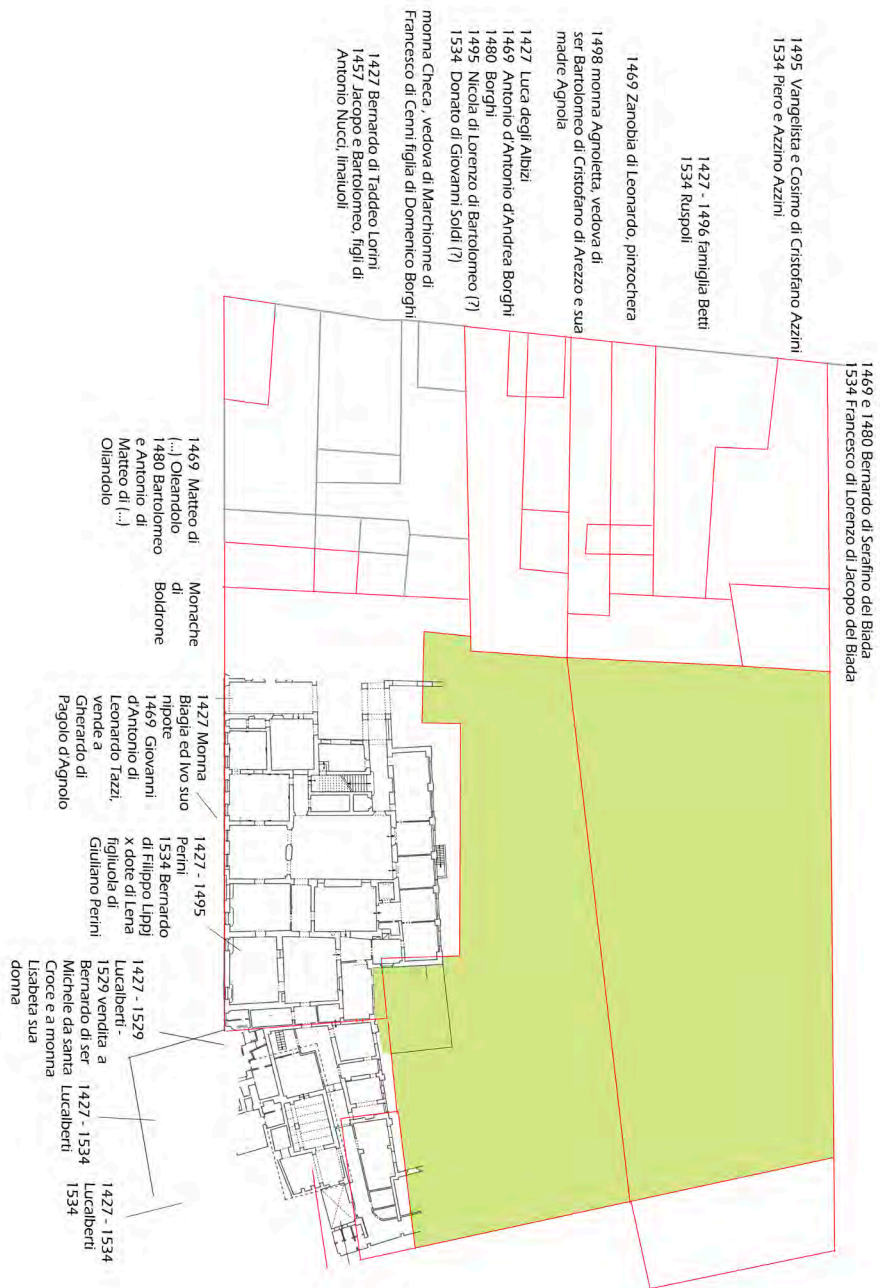 1469 e 1480 Bernardo di Serafino del Biada
1534 Francesco di Lorenzo di Jacopo del Biada
1495 Vangelista e Cosimo di Cristofano Azzini
1534 Piero e Azzino Azzini
1427 - 1496 famiglia Betti
1534 Ruspoli
1469 Zanobia di Leonardo, pinzochera
1498 monna Agnoletta, vedova di
ser Bartolomeo di Cristofano di Arezzo e sua
madre Agnola
1427 Luca degli Albizi
1469 Antonio d'Antonio d'Andrea Borghi
1480 Borghi
1495 Nicola di Lorenzo di Bartolomeo (?)
1534 Donato di Giovanni Soldi (?)
monna Checa , vedova di Marchionne di
Francesco di Cenni figlia di Domenico Borghi
1427 Bernardo di Taddeo Lorini
1457 Jacopo e Bartolomeo, figli di
Antonio Nucci, linaiuoli
1469 Matteo di
(...) Oleandolo
1480 Bartolomeo
e Antonio di
Matteo di (...)
Oliandolo
Monache
di
Boldrone
1427 Monna
Biagia ed Ivo suo
nipote
1469 Giovanni
d'Antonio di
Leonardo Tazzi,
vende a
Gherardo di
Pagolo d'Agnolo
1427 - 1495
Perini
1534 Bernardo
di Filippo Lippj
x dote di Lena
figliuola di
Giuliano Perini
1427 - 1529
Lucalberti -
1529 vendita a
Bernardo di ser
Michele da santa
Croce e a monna
Lisabeta sua
donna
1427 - 1534
Lucalberti
1427 - 1534
Lucalberti
1534